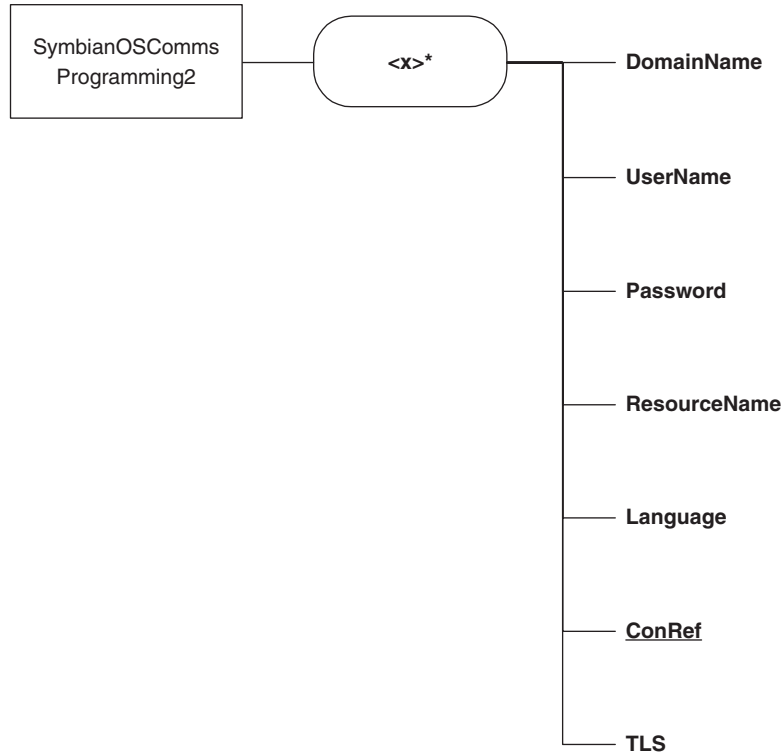 SymbianOSComms
Programming2
<x>*
DomainName
UserName
Password
ResourceName
Language
ConRef
TLS